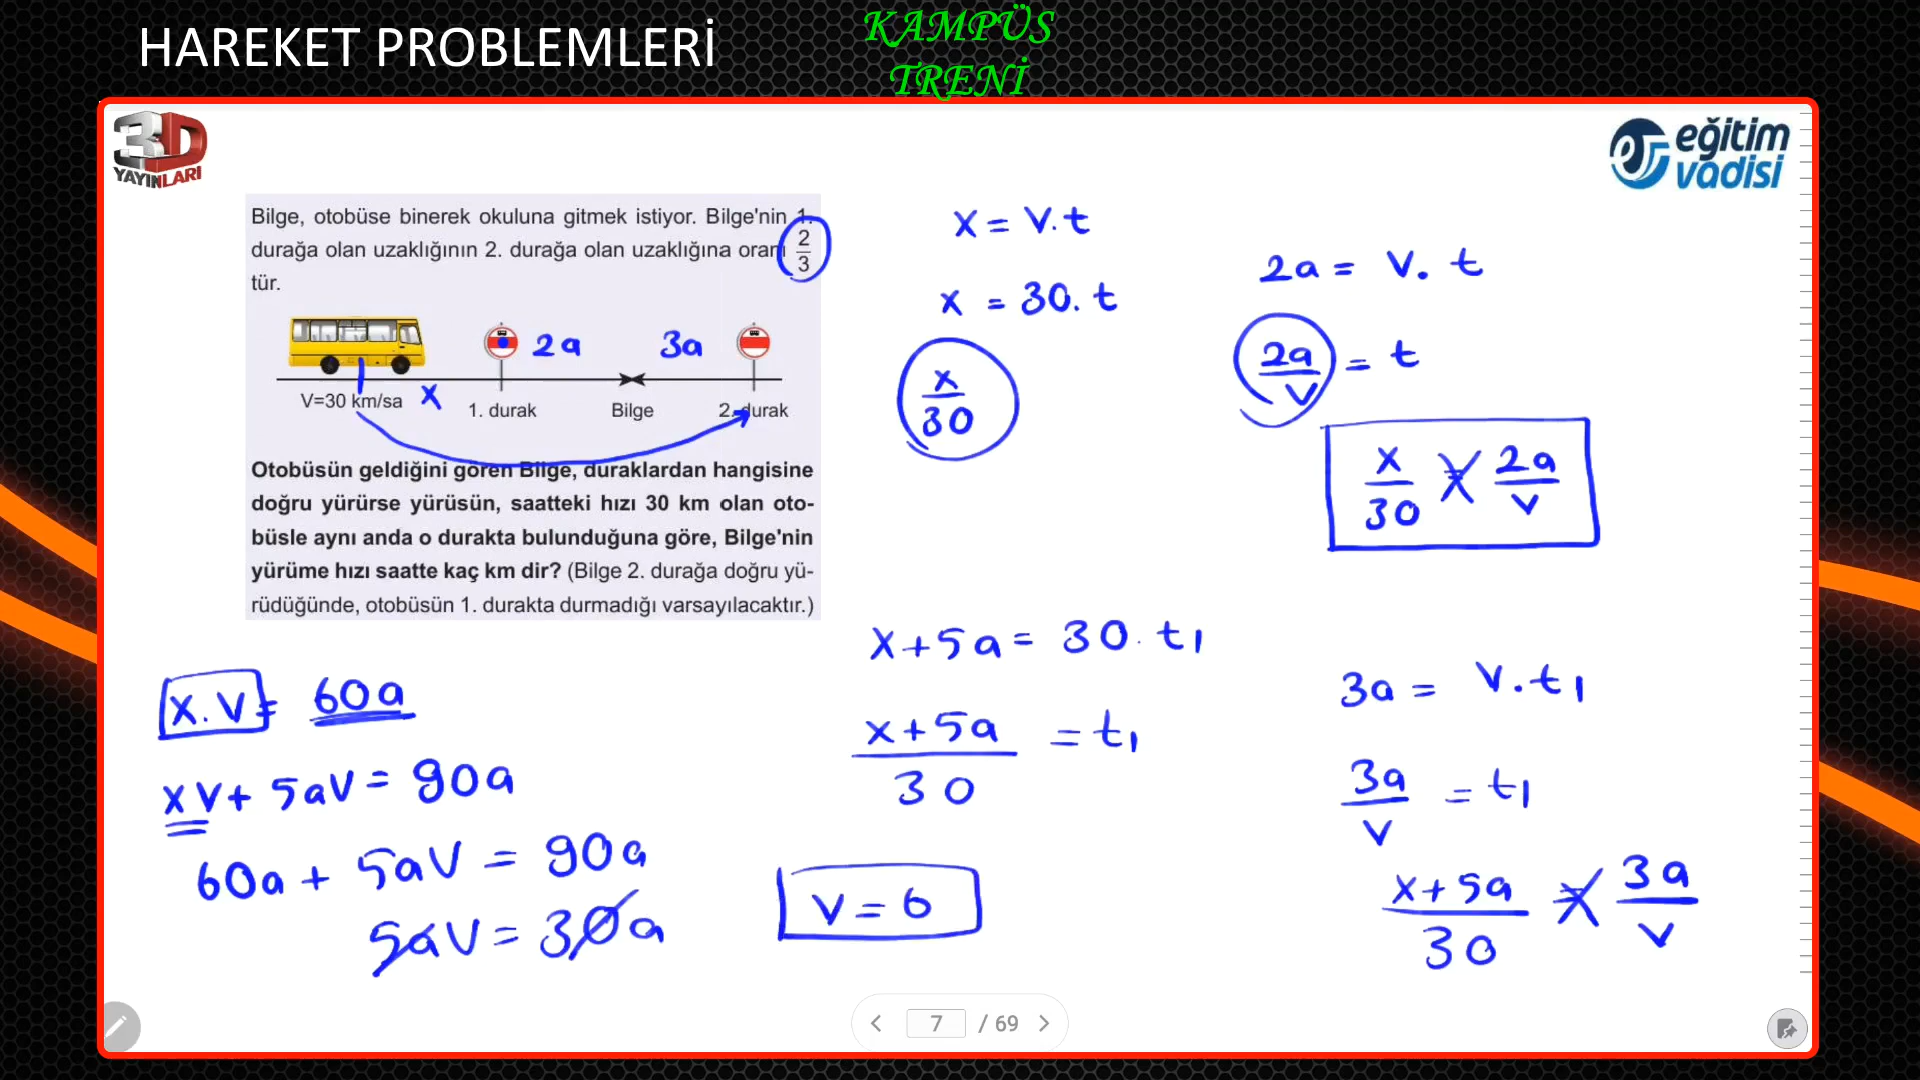 HAREKET PROBLEMLERİ
KAMPÜS
TRENİ
3D
YAYINLARI
eğitim
vadisi
Bilge, otobüse binerek okuluna gitmek istiyor. Bilge'nin 1.
durağa olan uzaklığının 2. durağa olan uzaklığına oranı 2/3
tür.
2a 3a
V=30 km/sa x 1. durak Bilge 2. durak
Otobüsün geldiğini gören Bilge, duraklardan hangisine
doğru yürürse yürüsün, saatteki hızı 30 km olan oto-
büsle aynı anda o durakta bulunduğuna göre, Bilge'nin
yürüme hızı saatte kaç km dir? (Bilge 2. durağa doğru yü-
rüdüğünde, otobüsün 1. durakta durmadığı varsayılacaktır.)
x = v.t
x = 30.t
x/30
2a = v.t
2a/v = t
x/30 = 2a/v
x+5a = 30.t1
x+5a/30 = t1
3a = v.t1
3a/v = t1
x+5a/30 = 3a/v
x.v = 60a
xv + 5av = 90a
60a + 5av = 90a
5av = 30a
v = 6
7 / 69